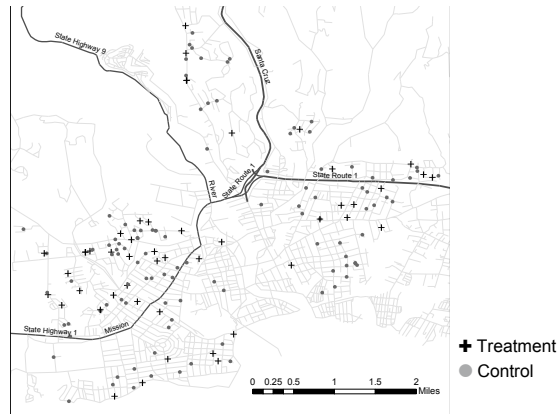 State Highway 9
Santa Cruz
State Route 1
River
State Route 1
State Highway 1
Mission
0 0.25 0.5 1 1.5 2
Miles
Treatment
Control